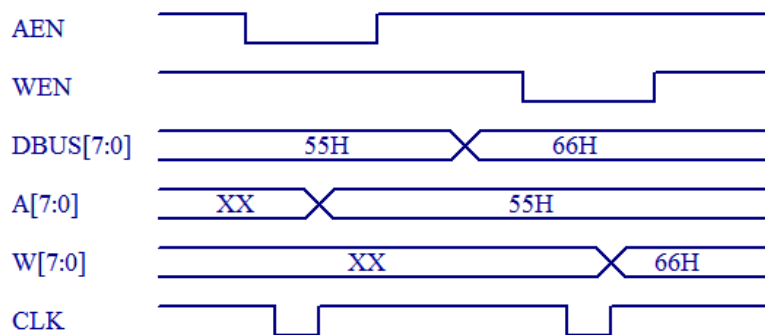 AEN
WEN
DBUS[7:0] 55H 66H
A[7:0] XX 55H
W[7:0] XX 66H
CLK